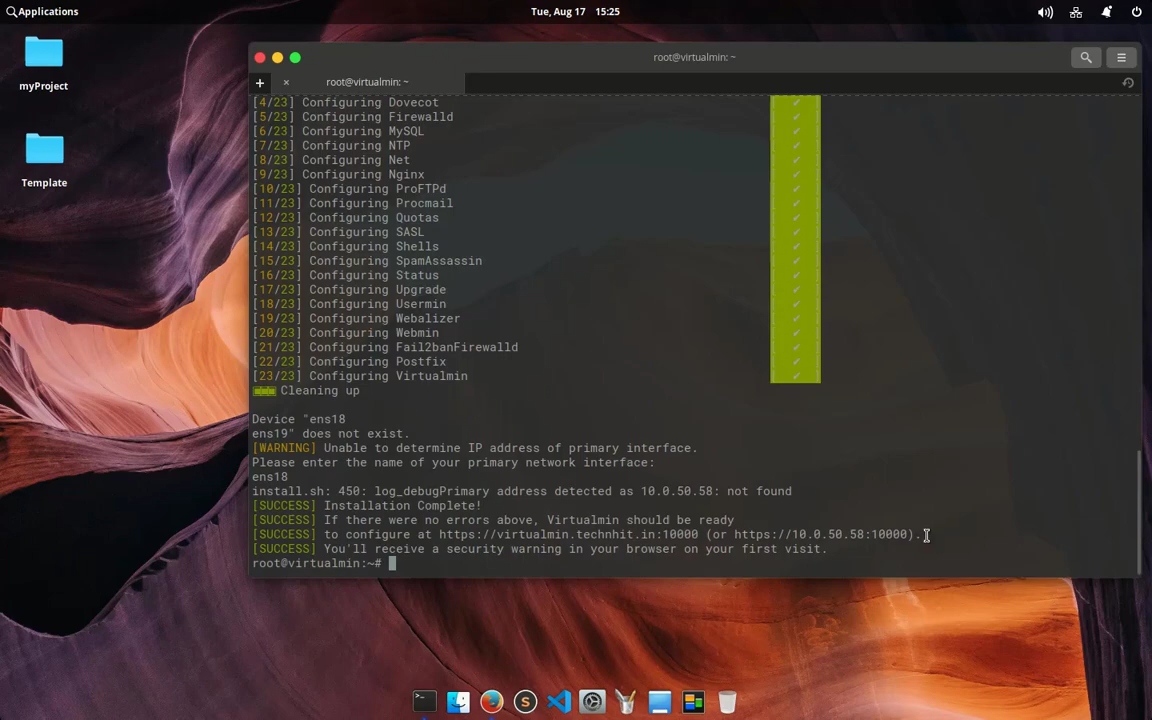 Applications
Tue, Aug 17 15:25
myProject
Template
root@virtualmin: ~
root@virtualmin: ~
[4/23] Configuring Dovecot ✔
[5/23] Configuring Firewalld ✔
[6/23] Configuring MySQL ✔
[7/23] Configuring NTP ✔
[8/23] Configuring Net ✔
[9/23] Configuring Nginx ✔
[10/23] Configuring ProFTPd ✔
[11/23] Configuring Procmail ✔
[12/23] Configuring Quotas ✔
[13/23] Configuring SASL ✔
[14/23] Configuring Shells ✔
[15/23] Configuring SpamAssassin ✔
[16/23] Configuring Status ✔
[17/23] Configuring Upgrade ✔
[18/23] Configuring Usermin ✔
[19/23] Configuring Webalizer ✔
[20/23] Configuring Webmin ✔
[21/23] Configuring Fail2banFirewalld ✔
[22/23] Configuring Postfix ✔
[23/23] Configuring Virtualmin ✔
Cleaning up
Device "ens18
ens19" does not exist.
[WARNING] Unable to determine IP address of primary interface.
Please enter the name of your primary network interface:
ens18
install.sh: 450: log_debugPrimary address detected as 10.0.50.58: not found
[SUCCESS] Installation Complete!
[SUCCESS] If there were no errors above, Virtualmin should be ready
[SUCCESS] to configure at https://virtualmin.technhit.in:10000 (or https://10.0.50.58:10000).
[SUCCESS] You'll receive a security warning in your browser on your first visit.
root@virtualmin:~#